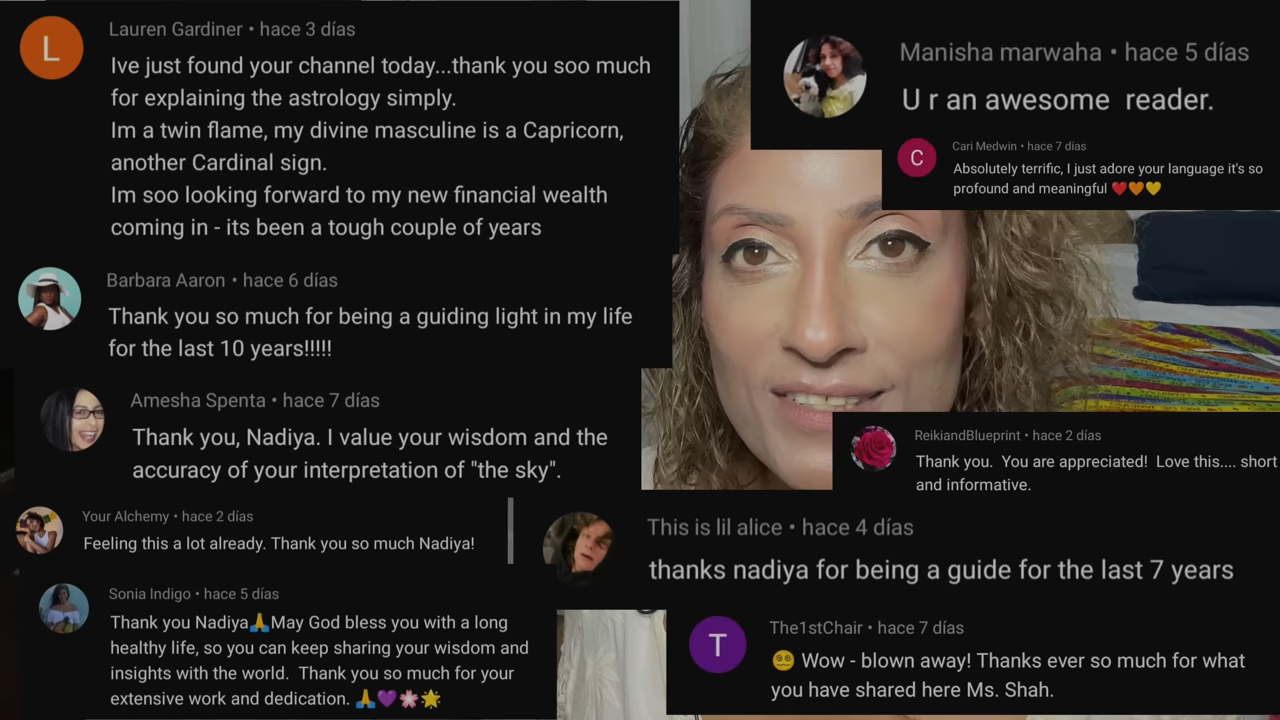 L
Lauren Gardiner • hace 3 días
Ive just found your channel today...thank you soo much
for explaining the astrology simply.
Im a twin flame, my divine masculine is a Capricorn,
another Cardinal sign.
Im soo looking forward to my new financial wealth
coming in - its been a tough couple of years
Barbara Aaron • hace 6 días
Thank you so much for being a guiding light in my life
for the last 10 years!!!!!
Amesha Spenta • hace 7 días
Thank you, Nadiya. I value your wisdom and the
accuracy of your interpretation of "the sky".
Your Alchemy • hace 2 días
Feeling this a lot already. Thank you so much Nadiya!
Sonia Indigo • hace 5 días
Thank you Nadiya🙏May God bless you with a long
healthy life, so you can keep sharing your wisdom and
insights with the world.  Thank you so much for your
extensive work and dedication. 🙏💜🌸🌟
Manisha marwaha • hace 5 días
U r an awesome  reader.
C
Cari Medwin • hace 7 días
Absolutely terrific, I just adore your language it's so
profound and meaningful ❤️🧡💛
ReikiandBlueprint • hace 2 días
Thank you.  You are appreciated!  Love this.... short
and informative.
This is lil alice • hace 4 días
thanks nadiya for being a guide for the last 7 years
T
The1stChair • hace 7 días
😵 Wow - blown away! Thanks ever so much for what
you have shared here Ms. Shah.